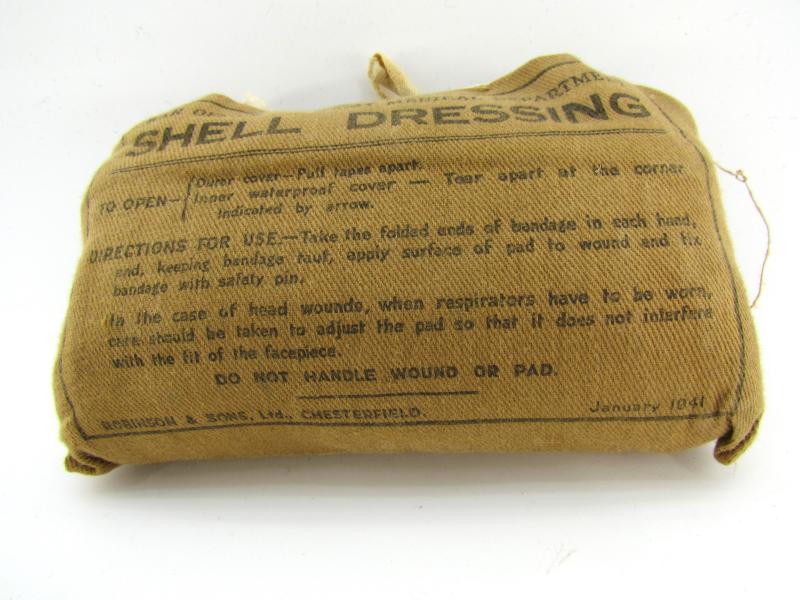 MEDICAL DEPARTMENT
SHELL DRESSING
TO OPEN— { Outer cover—Pull tapes apart.
Inner waterproof cover — Tear apart at the corner
indicated by arrow.
DIRECTIONS FOR USE.—Take the folded ends of bandage in each hand,
and, keeping bandage taut, apply surface of pad to wound and fix
bandage with safety pin.
In the case of head wounds, when respirators have to be worn,
care should be taken to adjust the pad so that it does not interfere
with the fit of the facepiece.
DO NOT HANDLE WOUND OR PAD.
ROBINSON & SONS, Ltd., CHESTERFIELD. January 1941